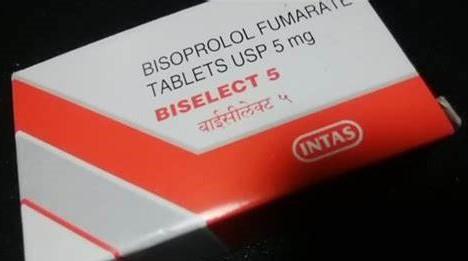 BISOPROLOL FUMARATE
TABLETS USP 5 mg
BISELECT 5
बाईसीलेक्ट ५
INTAS